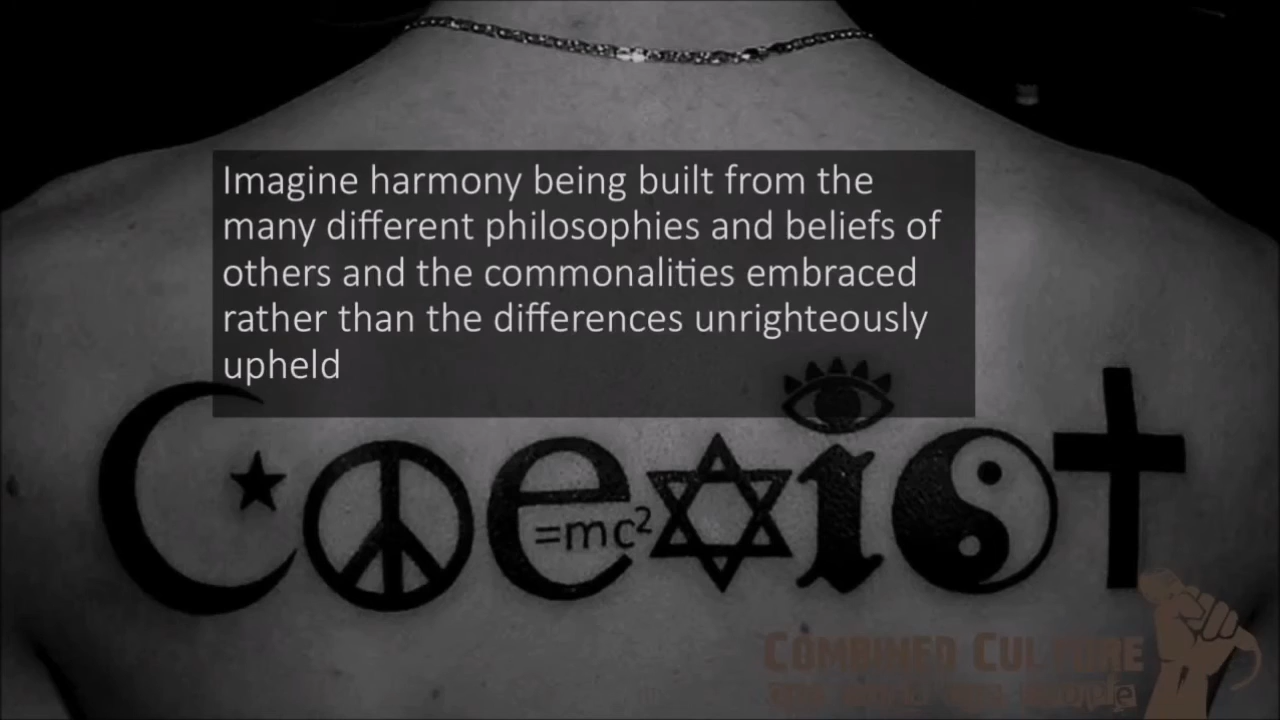 Imagine harmony being built from the
many different philosophies and beliefs of
others and the commonalities embraced
rather than the differences unrighteously
upheld
Coexist
=mc²
COMBINED CULTURE